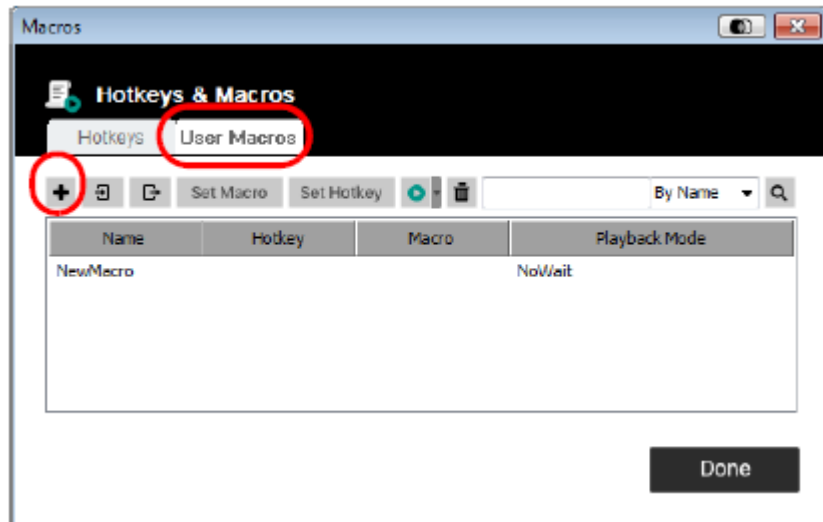 Macros
Hotkeys & Macros
Hotkeys User Macros
Set Macro Set Hotkey By Name
Name Hotkey Macro Playback Mode
NewMacro NoWait
Done